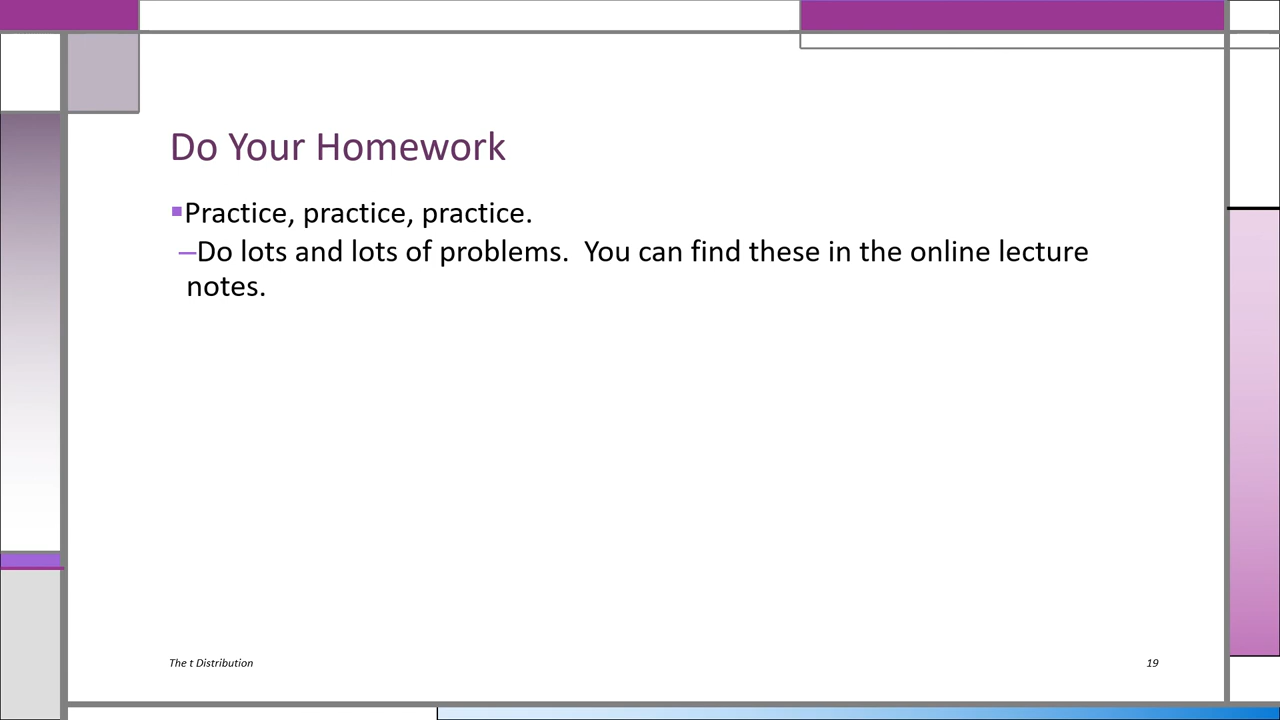 Do Your Homework
▪Practice, practice, practice.
–Do lots and lots of problems.  You can find these in the online lecture
notes.
The t Distribution
19